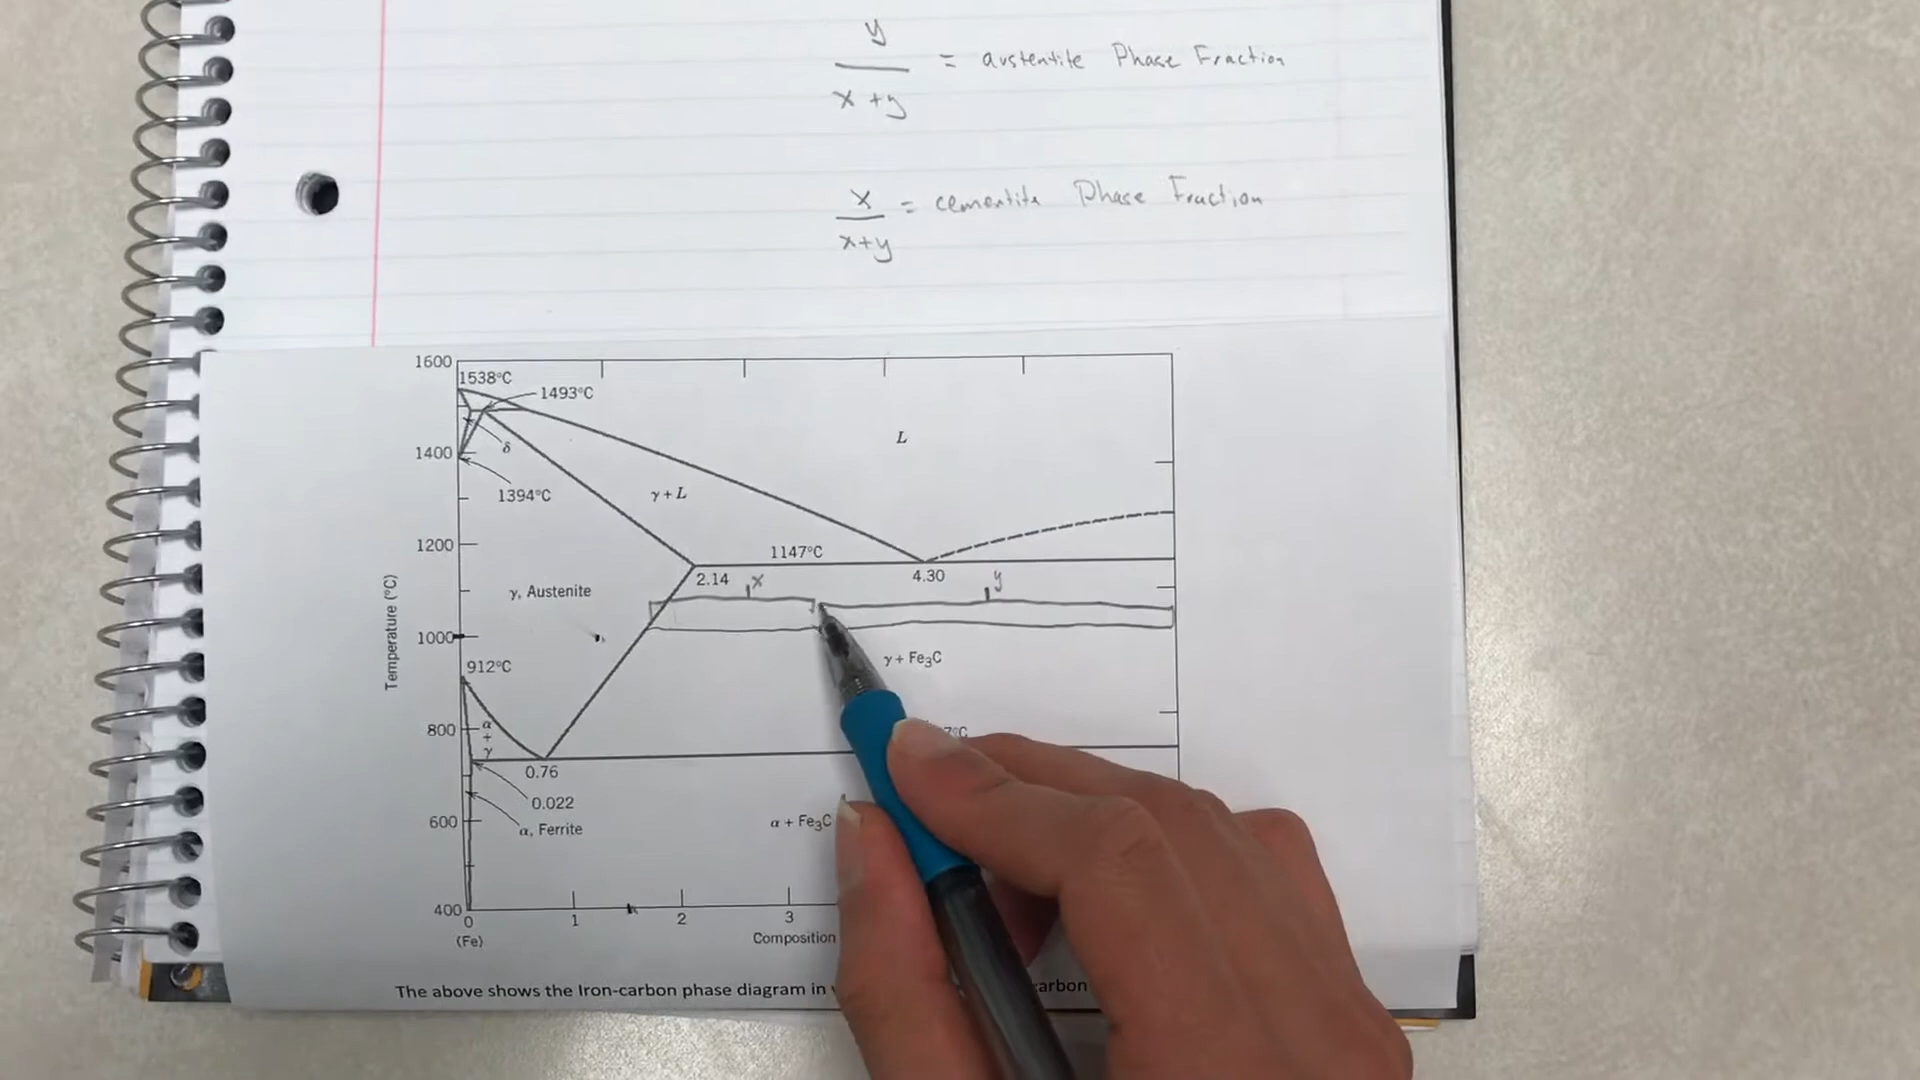 y
— = austentite Phase Fraction
x + y
x
— = cementite Phase Fraction
x+y
1600
1538°C
1493°C
L
δ
1400
1394°C
γ + L
1200
1147°C
2.14 x
4.30 y
γ, Austenite
Temperature (°C)
1000
γ + Fe3C
912°C
800
α
+
γ
7°C
0.76
0.022
600
α, Ferrite
α + Fe3C
400
0 1 2 3
(Fe)
Composition
The above shows the Iron-carbon phase diagram in arbon